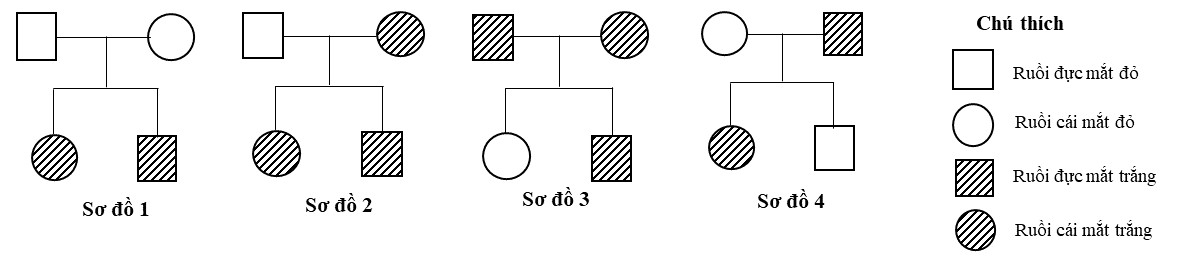 Chú thích
Ruồi đực mắt đỏ
Ruồi cái mắt đỏ
Ruồi đực mắt trắng
Ruồi cái mắt trắng
Sơ đồ 1
Sơ đồ 2
Sơ đồ 3
Sơ đồ 4